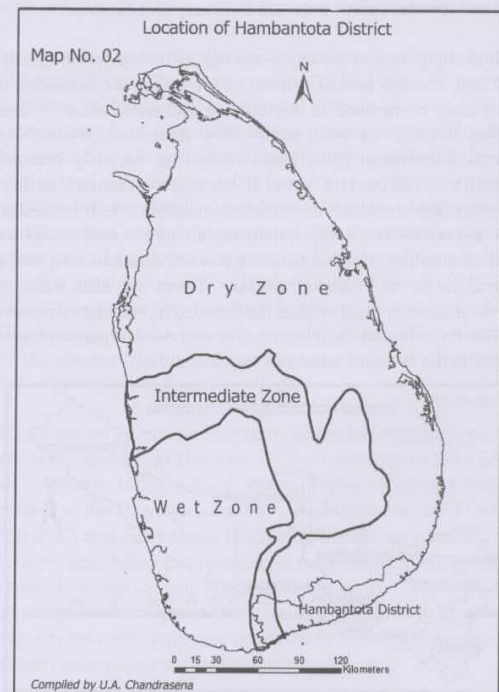 Location of Hambantota District
Map No. 02
N
Dry Zone
Intermediate Zone
Wet Zone
Hambantota District
0 15 30 60 90 120
Kilometers
Compiled by U.A. Chandrasena